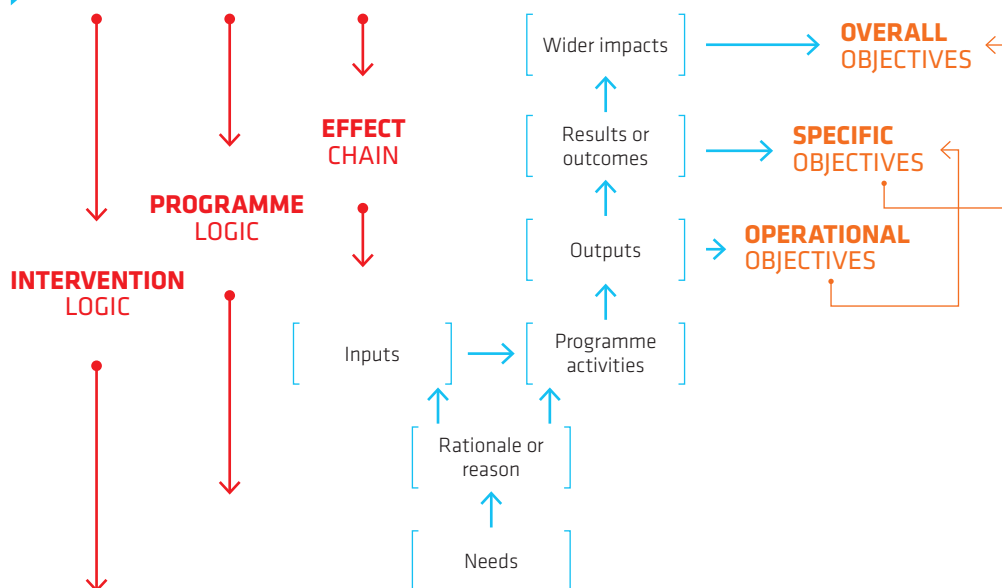 Wider impacts
OVERALL
OBJECTIVES
EFFECT
CHAIN
Results or
outcomes
SPECIFIC
OBJECTIVES
PROGRAMME
LOGIC
Outputs
OPERATIONAL
OBJECTIVES
INTERVENTION
LOGIC
Inputs
Programme
activities
Rationale or
reason
Needs